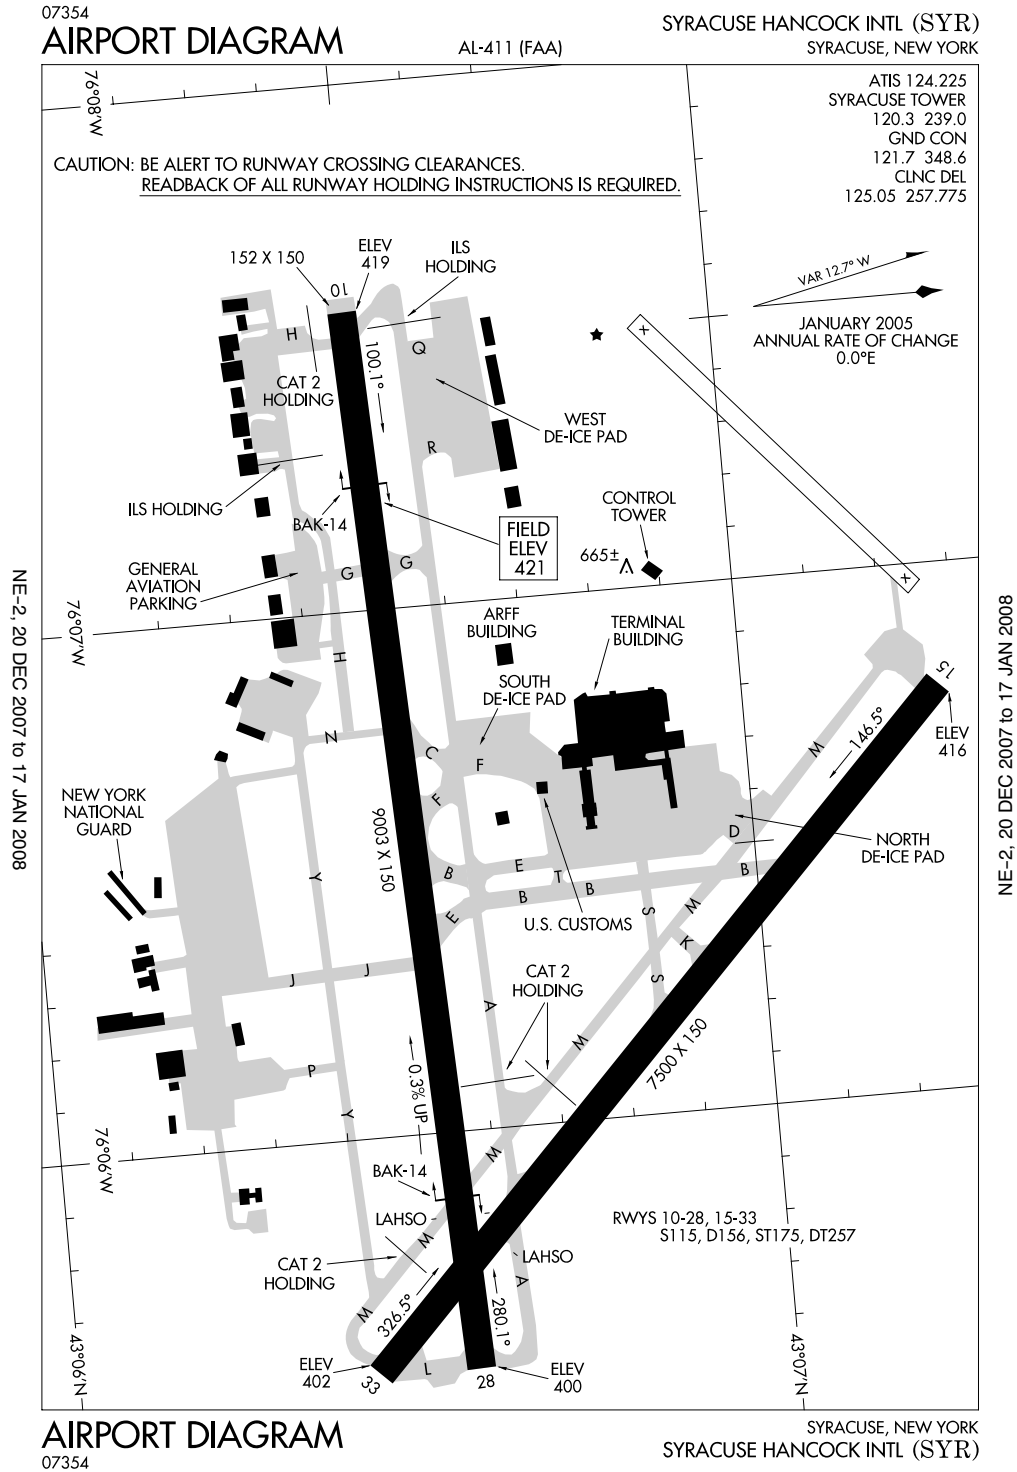 07354
AIRPORT DIAGRAM
AL-411 (FAA)
SYRACUSE HANCOCK INTL (SYR)
SYRACUSE, NEW YORK
ATIS 124.225
SYRACUSE TOWER
120.3 239.0
GND CON
121.7 348.6
CLNC DEL
125.05 257.775
76°08'W
CAUTION: BE ALERT TO RUNWAY CROSSING CLEARANCES.
READBACK OF ALL RUNWAY HOLDING INSTRUCTIONS IS REQUIRED.
152 X 150
ELEV
419
ILS
HOLDING
VAR 12.7° W
JANUARY 2005
ANNUAL RATE OF CHANGE
0.0°E
10
H
Q
X
100.1°
CAT 2
HOLDING
WEST
DE-ICE PAD
R
ILS HOLDING
BAK-14
FIELD
ELEV
421
CONTROL
TOWER
665±
GENERAL
AVIATION
PARKING
G
G
X
76°07'W
ARFF
BUILDING
TERMINAL
BUILDING
H
SOUTH
DE-ICE PAD
15
ELEV
416
146.5°
Z
C
F
F
M
NEW YORK
NATIONAL
GUARD
9003 X 150
D
NORTH
DE-ICE PAD
Y
B
E
T
B
B
B
E
S
M
U.S. CUSTOMS
K
J
J
S
CAT 2
HOLDING
A
M
7500 X 150
P
0.3% UP
Y
76°06'W
M
BAK-14
LAHSO
M
RWYS 10-28, 15-33
S115, D156, ST175, DT257
CAT 2
HOLDING
LAHSO
A
326.5°
280.1°
M
ELEV
402
33
L
28
ELEV
400
43°06'N
43°07'N
NE-2, 20 DEC 2007 to 17 JAN 2008
NE-2, 20 DEC 2007 to 17 JAN 2008
AIRPORT DIAGRAM
07354
SYRACUSE, NEW YORK
SYRACUSE HANCOCK INTL (SYR)